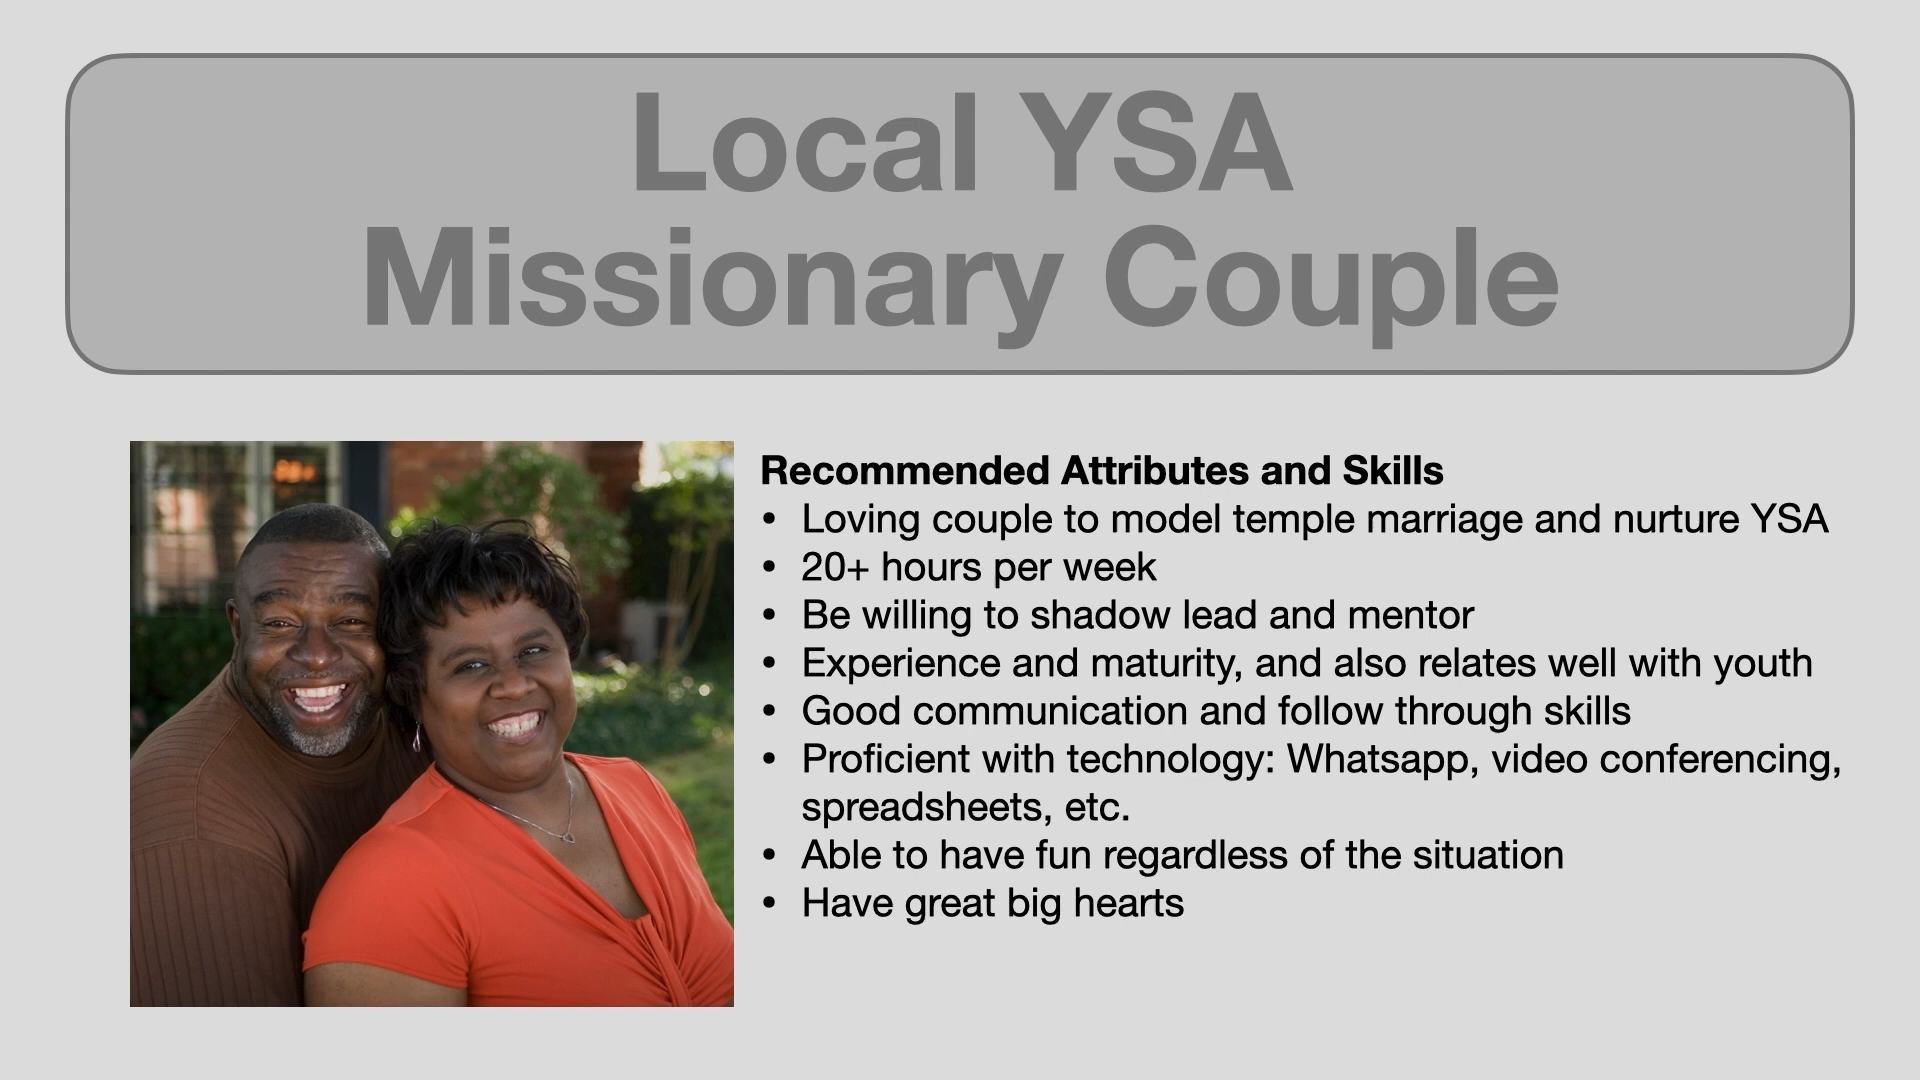 Local YSA
Missionary Couple
Recommended Attributes and Skills
• Loving couple to model temple marriage and nurture YSA
• 20+ hours per week
• Be willing to shadow lead and mentor
• Experience and maturity, and also relates well with youth
• Good communication and follow through skills
• Proficient with technology: Whatsapp, video conferencing,
spreadsheets, etc.
• Able to have fun regardless of the situation
• Have great big hearts